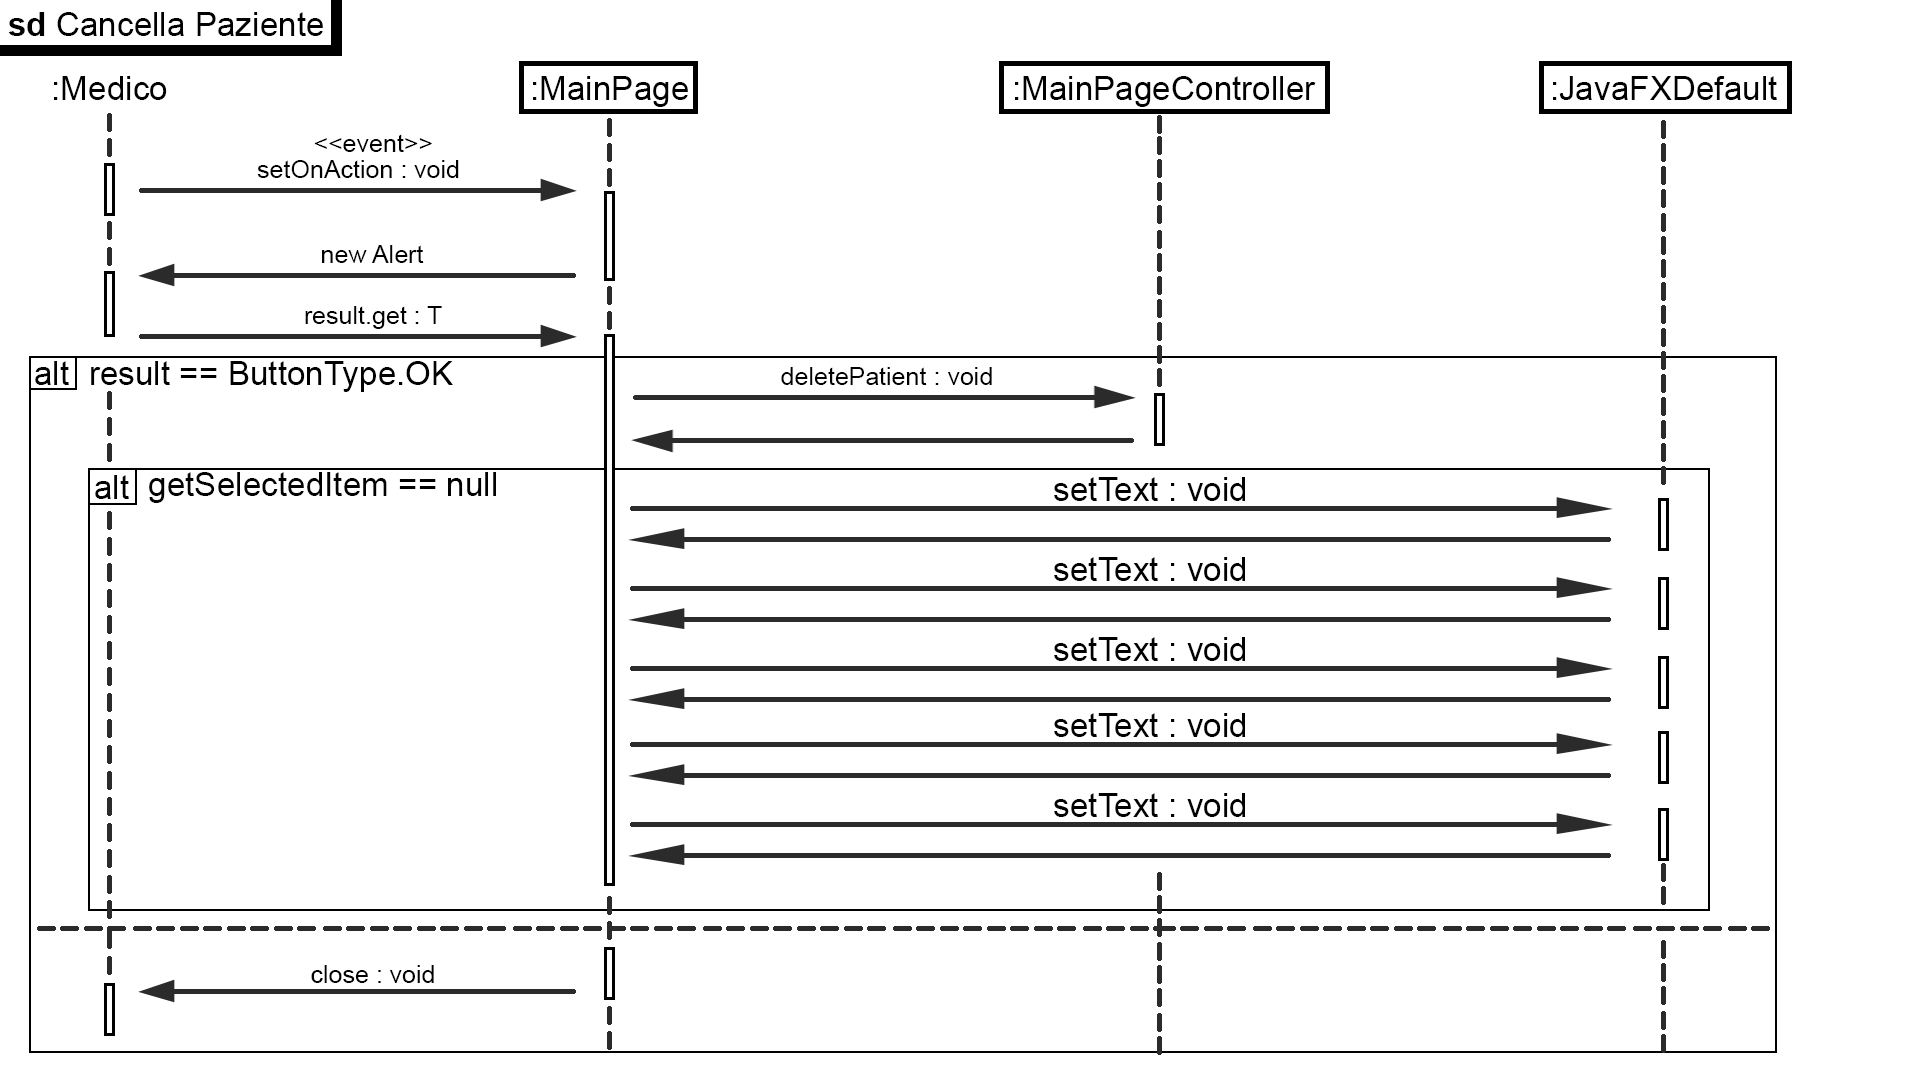 sd Cancella Paziente
:Medico
:MainPage
:MainPageController
:JavaFXDefault
<<event>>
setOnAction : void
new Alert
result.get : T
alt result == ButtonType.OK
deletePatient : void
alt getSelectedItem == null
setText : void
setText : void
setText : void
setText : void
setText : void
close : void